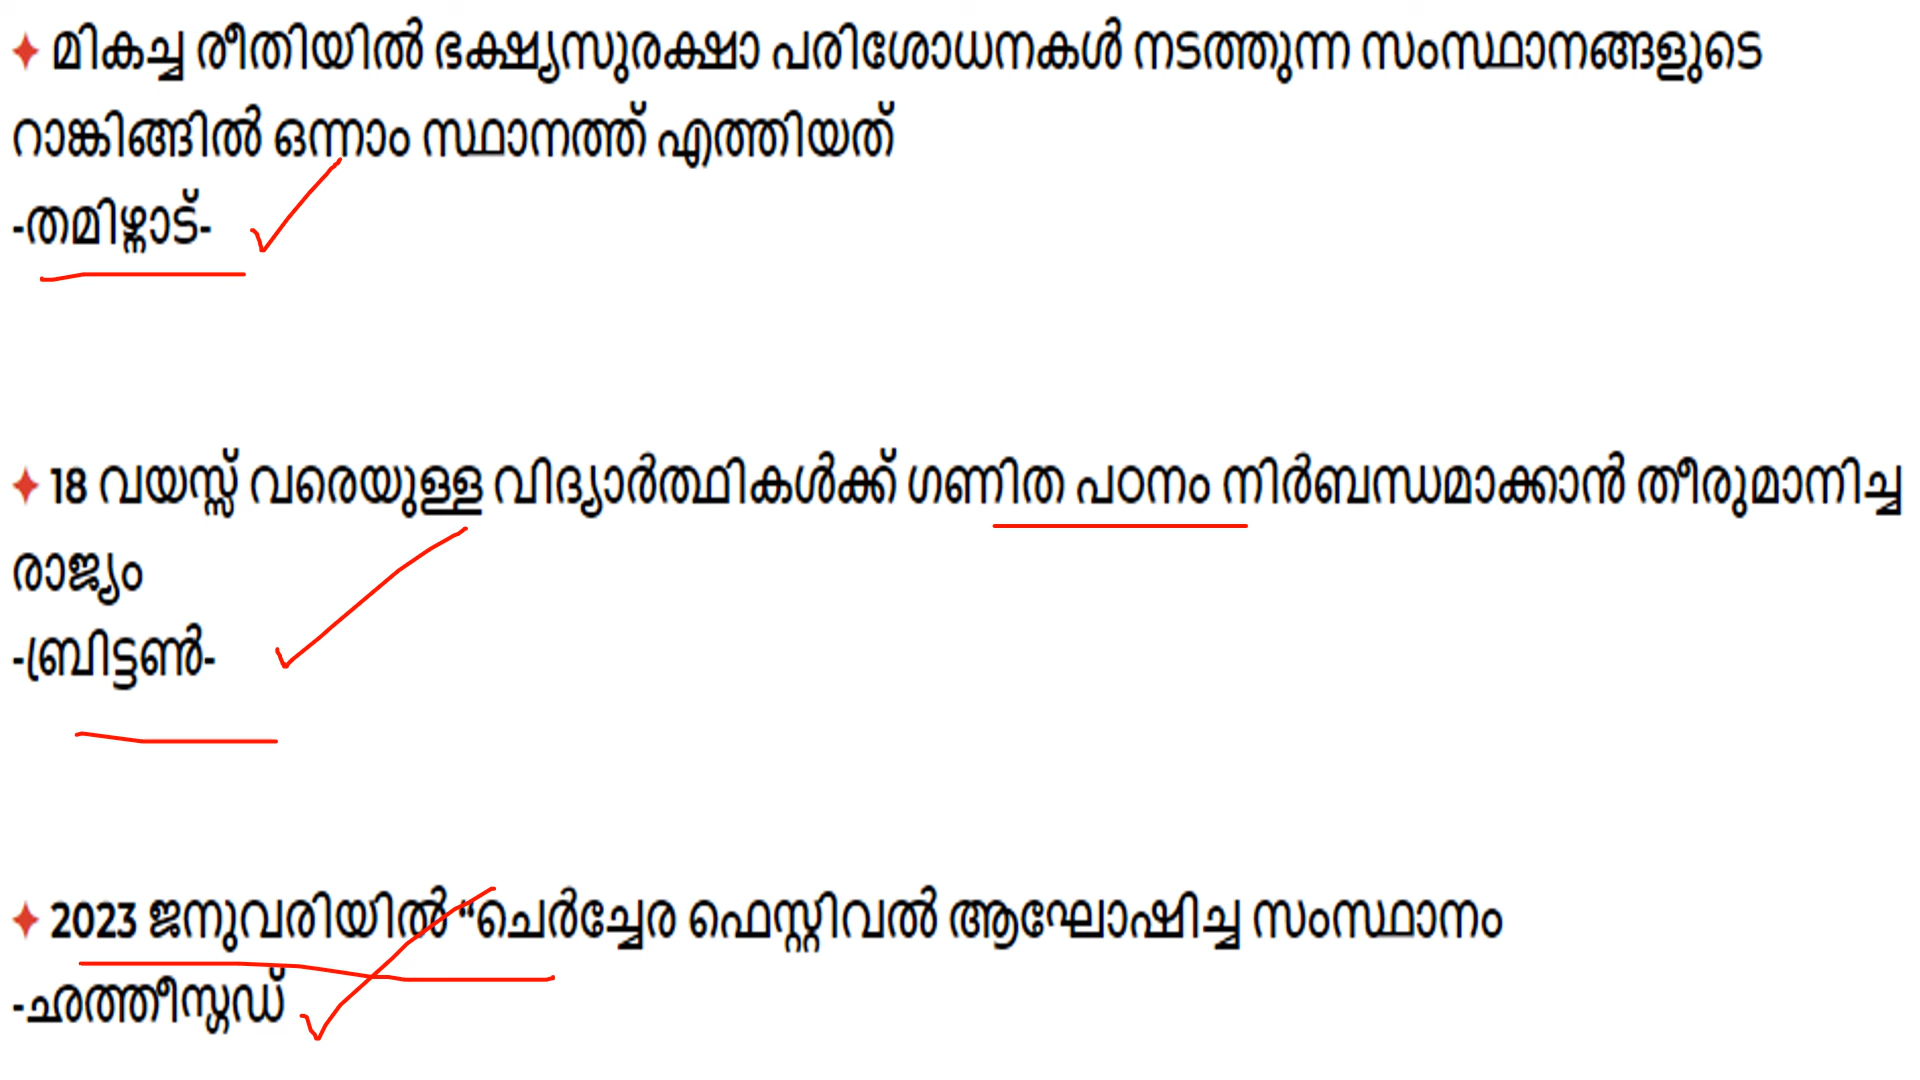 ✦ മികച്ച രീതിയിൽ ഭക്ഷ്യസുരക്ഷാ പരിശോധനകൾ നടത്തുന്ന സംസ്ഥാനങ്ങളുടെ
റാങ്കിങ്ങിൽ ഒന്നാം സ്ഥാനത്ത് എത്തിയത്
-തമിഴ്നാട്-
✦ 18 വയസ്സ് വരെയുള്ള വിദ്യാർത്ഥികൾക്ക് ഗണിത പഠനം നിർബന്ധമാക്കാൻ തീരുമാനിച്ച
രാജ്യം
-ബ്രിട്ടൺ-
✦ 2023 ജനുവരിയിൽ “ചെർച്ചേര ഫെസ്റ്റിവൽ ആഘോഷിച്ച സംസ്ഥാനം
-ഛത്തീസ്ഗഡ്